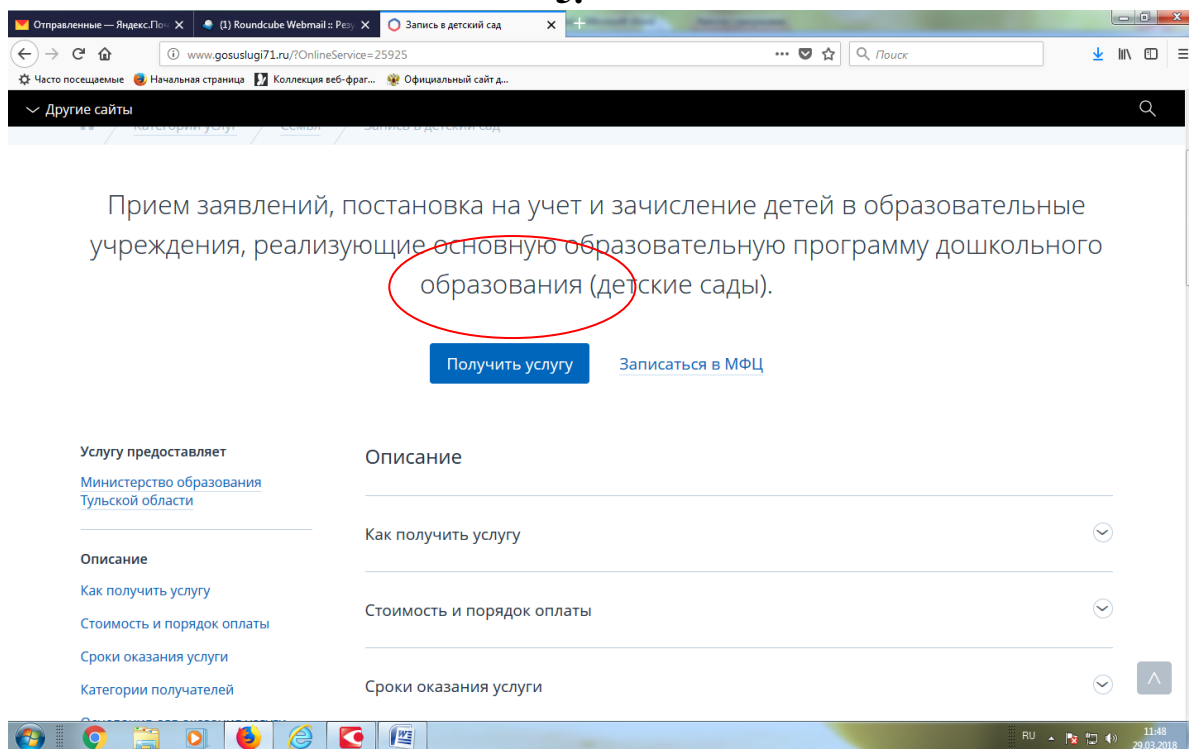 Отправленные — Яндекс.По
(1) Roundcube Webmail :: Рез
Запись в детский сад
www.gosuslugi71.ru/?OnlineService=25925
Поиск
Часто посещаемые
Начальная страница
Коллекция веб-фраг...
Официальный сайт д...
Другие сайты
Категории услуг
Семья
Запись в детский сад
Прием заявлений, постановка на учет и зачисление детей в образовательные
учреждения, реализующие основную образовательную программу дошкольного
образования (детские сады).
Получить услугу
Записаться в МФЦ
Услугу предоставляет
Министерство образования
Тульской области
Описание
Как получить услугу
Стоимость и порядок оплаты
Сроки оказания услуги
Категории получателей
Описание
Как получить услугу
Стоимость и порядок оплаты
Сроки оказания услуги
RU
11:48
29.03.2018